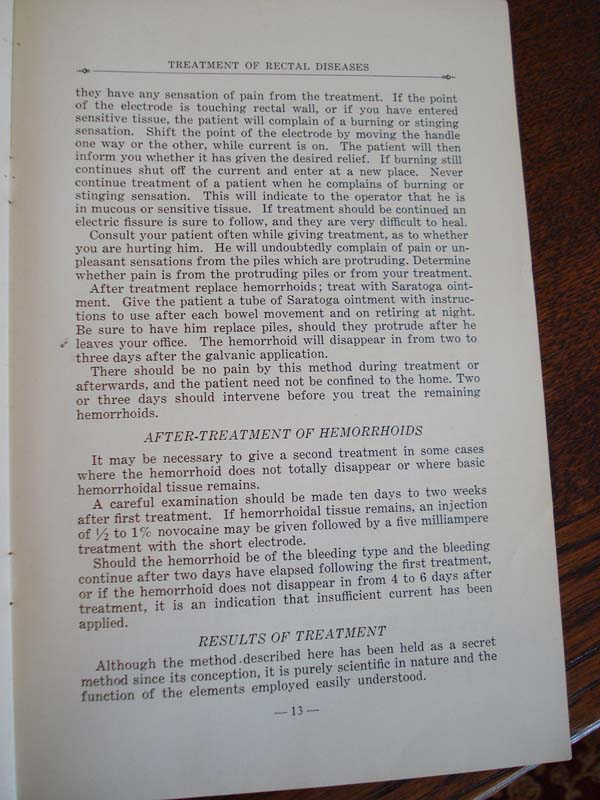 TREATMENT OF RECTAL DISEASES
they have any sensation of pain from the treatment. If the point
of the electrode is touching rectal wall, or if you have entered
sensitive tissue, the patient will complain of a burning or stinging
sensation. Shift the point of the electrode by moving the handle
one way or the other, while current is on. The patient will then
inform you whether it has given the desired relief. If burning still
continues shut off the current and enter at a new place. Never
continue treatment of a patient when he complains of burning or
stinging sensation. This will indicate to the operator that he is
in mucous or sensitive tissue. If treatment should be continued an
electric fissure is sure to follow, and they are very difficult to heal.
Consult your patient often while giving treatment, as to whether
you are hurting him. He will undoubtedly complain of pain or un-
pleasant sensations from the piles which are protruding. Determine
whether pain is from the protruding piles or from your treatment.
After treatment replace hemorrhoids; treat with Saratoga oint-
ment. Give the patient a tube of Saratoga ointment with instruc-
tions to use after each bowel movement and on retiring at night.
Be sure to have him replace piles, should they protrude after he
leaves your office. The hemorrhoid will disappear in from two to
three days after the galvanic application.
There should be no pain by this method during treatment or
afterwards, and the patient need not be confined to the home. Two
or three days should intervene before you treat the remaining
hemorrhoids.
AFTER-TREATMENT OF HEMORRHOIDS
It may be necessary to give a second treatment in some cases
where the hemorrhoid does not totally disappear or where basic
hemorrhoidal tissue remains.
A careful examination should be made ten days to two weeks
after first treatment. If hemorrhoidal tissue remains, an injection
of ½ to 1% novocaine may be given followed by a five milliampere
treatment with the short electrode.
Should the hemorrhoid be of the bleeding type and the bleeding
continue after two days have elapsed following the first treatment,
or if the hemorrhoid does not disappear in from 4 to 6 days after
treatment, it is an indication that insufficient current has been
applied.
RESULTS OF TREATMENT
Although the method described here has been held as a secret
method since its conception, it is purely scientific in nature and the
function of the elements employed easily understood.
— 13 —